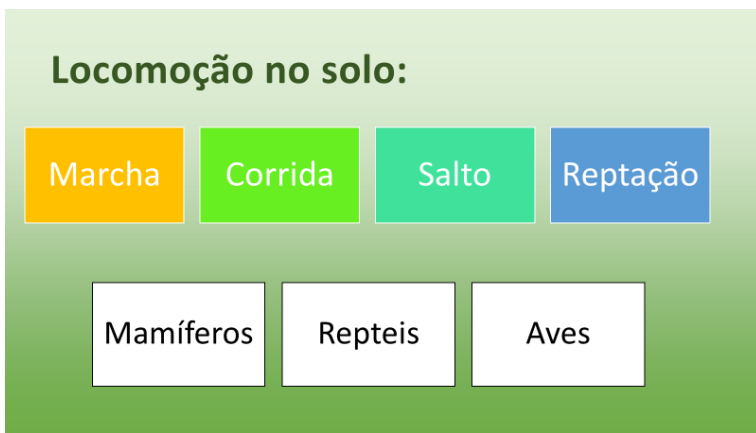 Locomoção no solo:
Marcha Corrida Salto Reptação
Mamíferos Repteis Aves